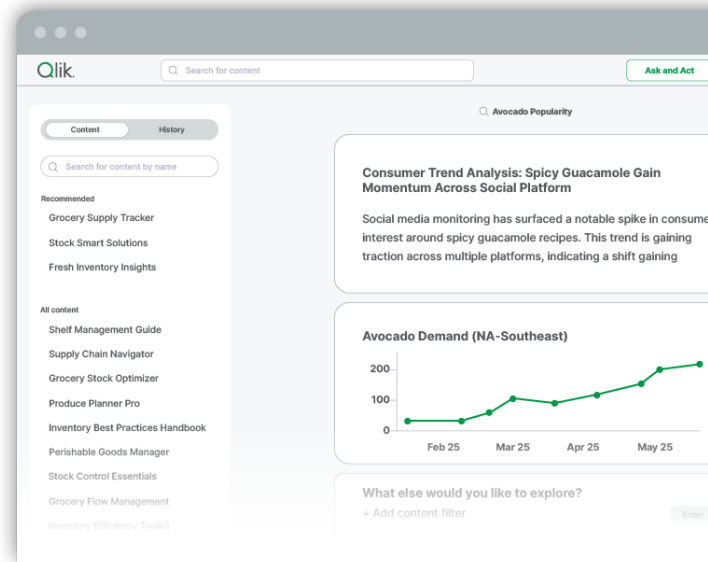 Qlik.
Search for content
Ask and Act
Content
History
Search for content by name
Recommended
Grocery Supply Tracker
Stock Smart Solutions
Fresh Inventory Insights
All content
Shelf Management Guide
Supply Chain Navigator
Grocery Stock Optimizer
Produce Planner Pro
Inventory Best Practices Handbook
Perishable Goods Manager
Stock Control Essentials
Grocery Flow Management
Inventory Efficiency Toolkit
Avocado Popularity
Consumer Trend Analysis: Spicy Guacamole Gain
Momentum Across Social Platform
Social media monitoring has surfaced a notable spike in consume
interest around spicy guacamole recipes. This trend is gaining
traction across multiple platforms, indicating a shift gaining
Avocado Demand (NA-Southeast)
200
100
0
Feb 25
Mar 25
Apr 25
May 25
What else would you like to explore?
+ Add content filter
Enter